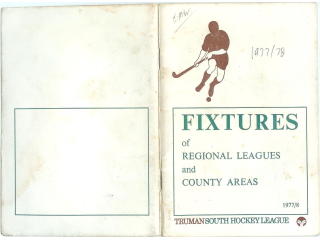 1977/78
FIXTURES
of
REGIONAL LEAGUES
and
COUNTY AREAS
1977/8
TRUMAN SOUTH HOCKEY LEAGUE